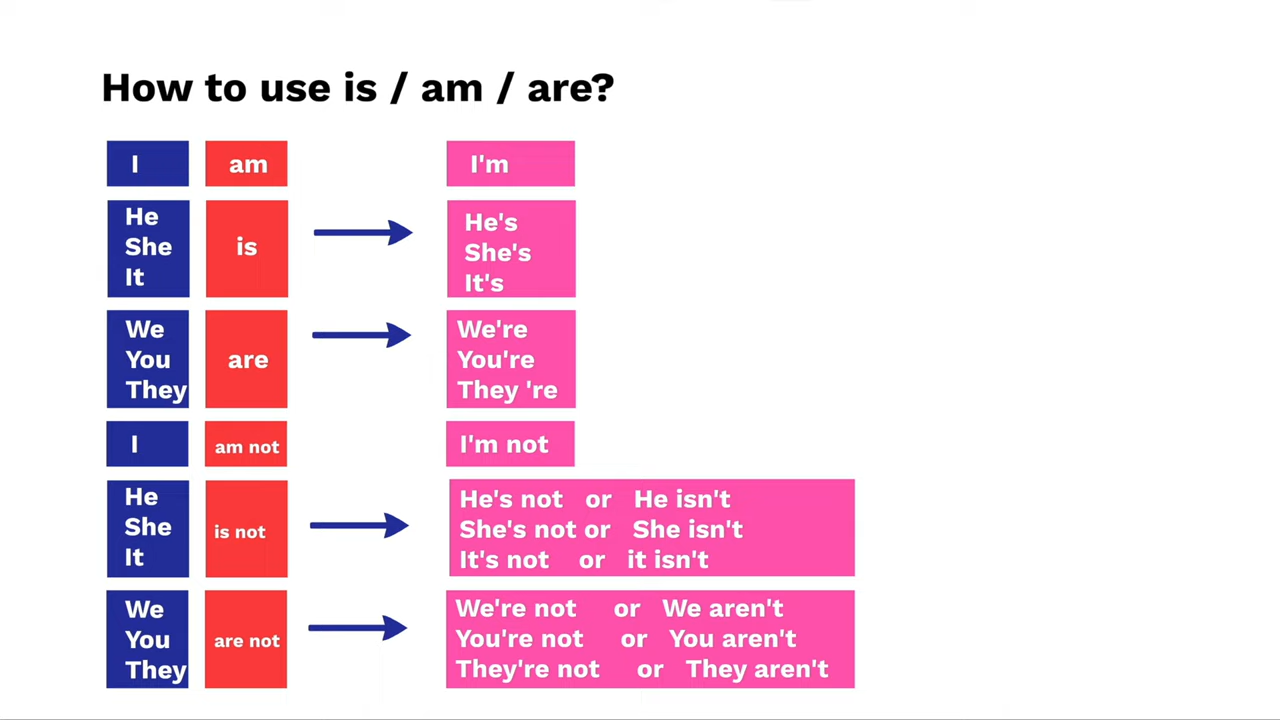 How to use is / am / are?
I am I'm
He
She
It
is
He's
She's
It's
We
You
They
are
We're
You're
They 're
I am not I'm not
He
She
It
is not
He's not or He isn't
She's not or She isn't
It's not or it isn't
We
You
They
are not
We're not or We aren't
You're not or You aren't
They're not or They aren't